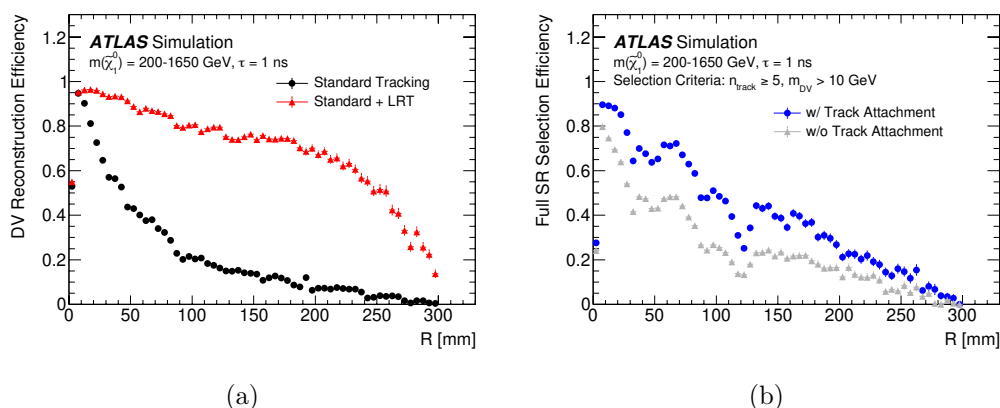 DV Reconstruction Efficiency
1.2
1
0.8
0.6
0.4
0.2
0
ATLAS Simulation
m(χ̃⁰₁) = 200-1650 GeV, τ = 1 ns
Standard Tracking
Standard + LRT
0 50 100 150 200 250 300
R [mm]
(a)
Full SR Selection Efficiency
1.2
1
0.8
0.6
0.4
0.2
0
ATLAS Simulation
m(χ̃⁰₁) = 200-1650 GeV, τ = 1 ns
Selection Criteria: n_track ≥ 5, m_DV > 10 GeV
w/ Track Attachment
w/o Track Attachment
0 50 100 150 200 250 300
R [mm]
(b)